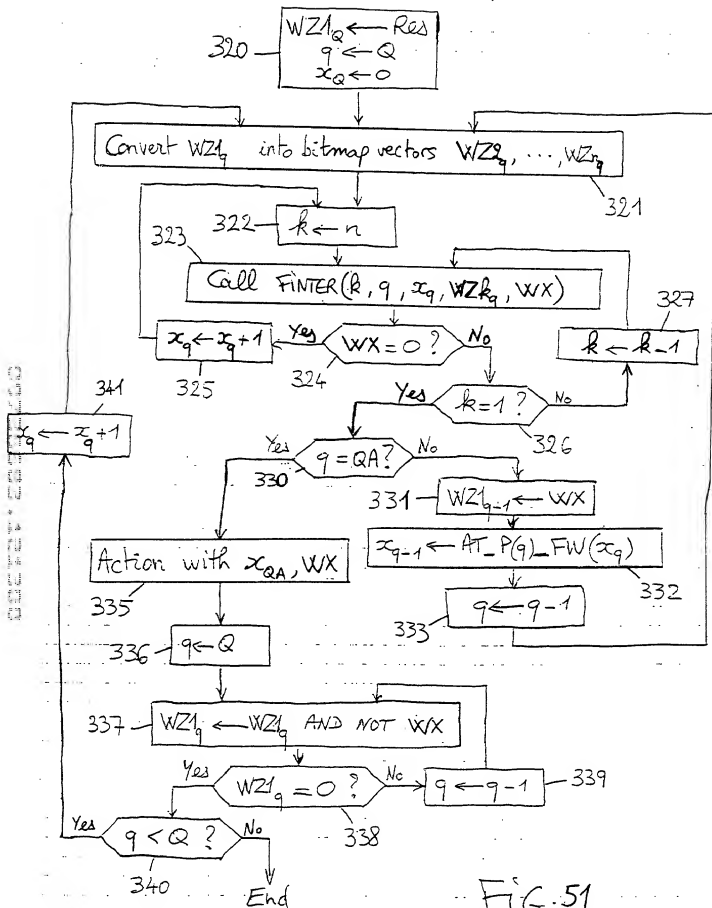 WZ1_Q ← Res
q ← Q
x_Q ← 0
320
Convert WZ1_q into bitmap vectors WZ2_q, ..., WZn_q
321
322
k ← n
323
Call FINTER(k, q, x_q, WZk_q, WX)
327
k ← k-1
x_q ← x_q+1
325
Yes
WX=0?
No
324
341
x_q ← x_q+1
Yes
k=1?
No
326
Yes
q=QA?
No
330
331
WZ1_q-1 ← WX
x_q-1 ← AT_P(q)_FW(x_q)
332
Action with x_QA, WX
335
333
q ← q-1
336
q ← Q
337
WZ1_q ← WZ1_q AND NOT WX
Yes
WZ1_q = 0?
No
338
q ← q-1
339
Yes
q < Q?
No
340
End
FiG.51